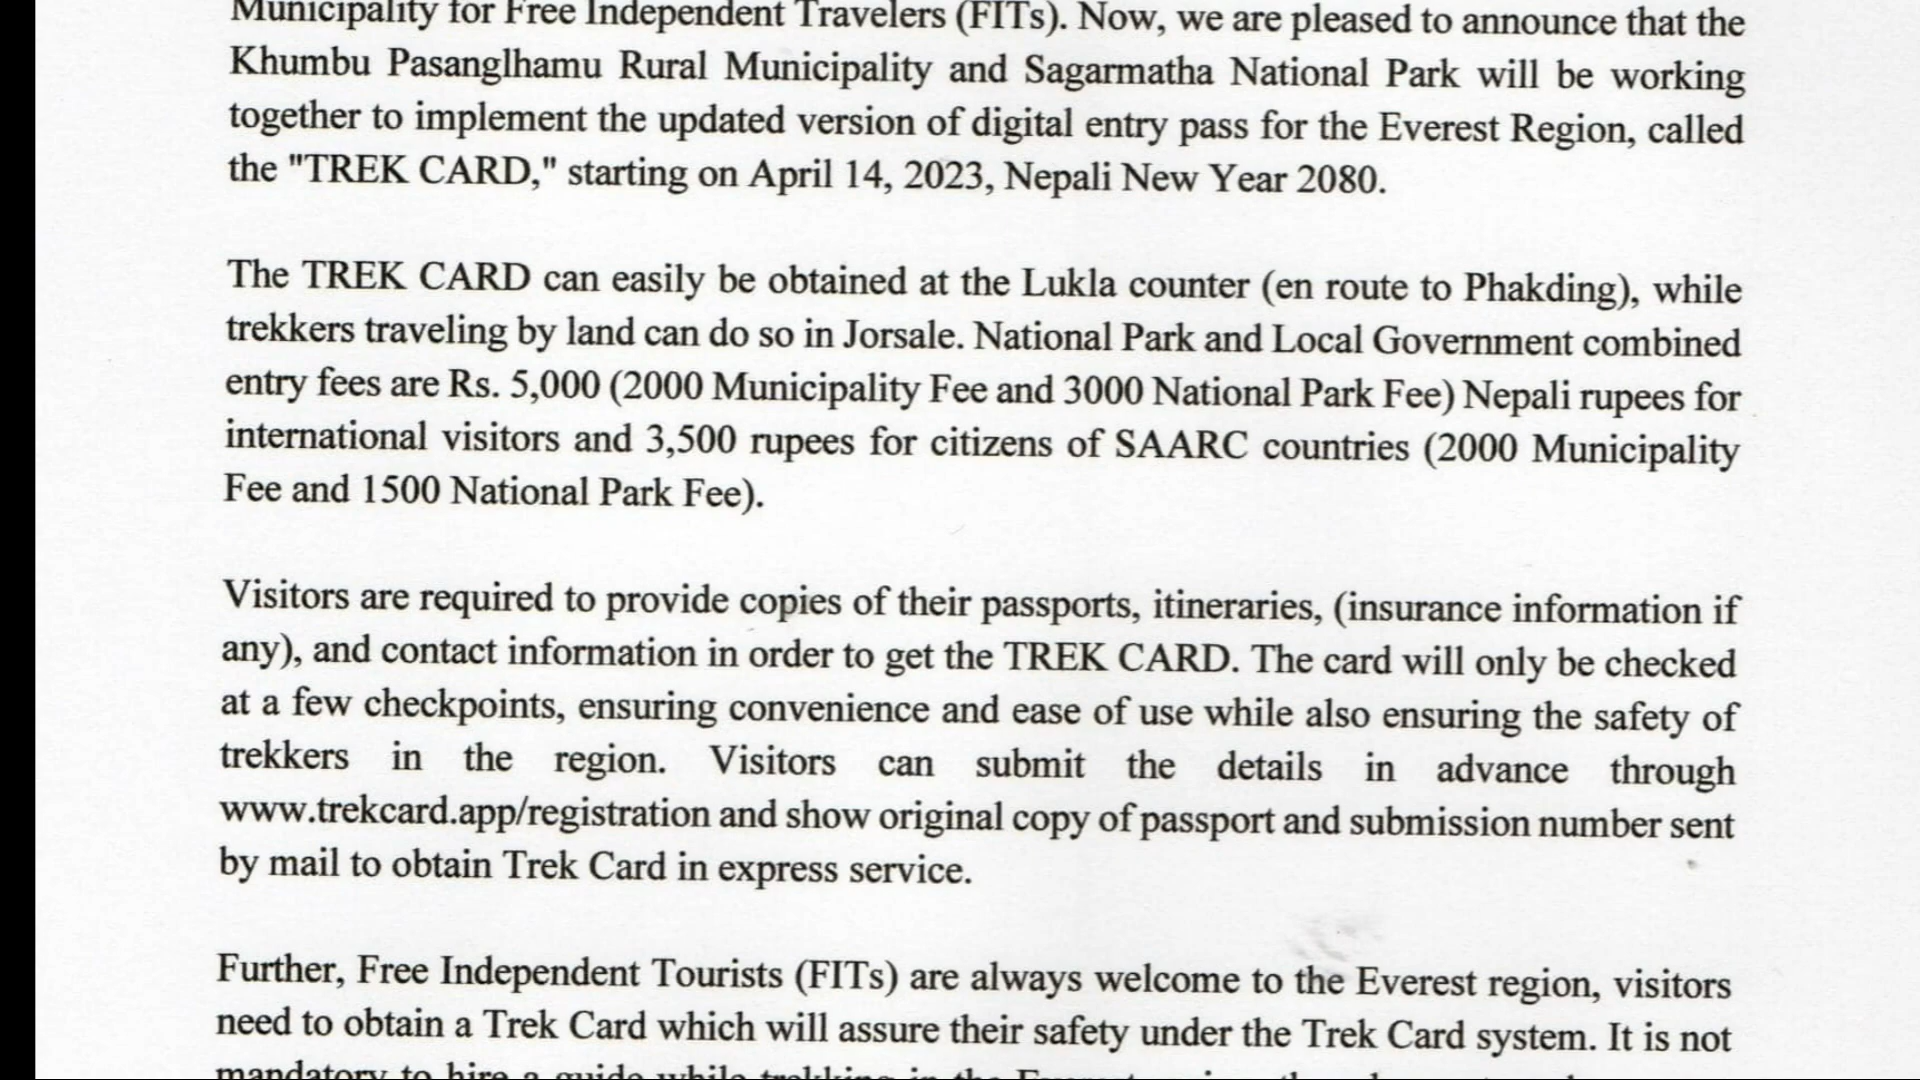 Municipality for Free Independent Travelers (FITs). Now, we are pleased to announce that the
Khumbu Pasanglhamu Rural Municipality and Sagarmatha National Park will be working
together to implement the updated version of digital entry pass for the Everest Region, called
the "TREK CARD," starting on April 14, 2023, Nepali New Year 2080.
The TREK CARD can easily be obtained at the Lukla counter (en route to Phakding), while
trekkers traveling by land can do so in Jorsale. National Park and Local Government combined
entry fees are Rs. 5,000 (2000 Municipality Fee and 3000 National Park Fee) Nepali rupees for
international visitors and 3,500 rupees for citizens of SAARC countries (2000 Municipality
Fee and 1500 National Park Fee).
Visitors are required to provide copies of their passports, itineraries, (insurance information if
any), and contact information in order to get the TREK CARD. The card will only be checked
at a few checkpoints, ensuring convenience and ease of use while also ensuring the safety of
trekkers in the region. Visitors can submit the details in advance through
www.trekcard.app/registration and show original copy of passport and submission number sent
by mail to obtain Trek Card in express service.
Further, Free Independent Tourists (FITs) are always welcome to the Everest region, visitors
need to obtain a Trek Card which will assure their safety under the Trek Card system. It is not
mandatory to hire a guide while trekking in the Everest